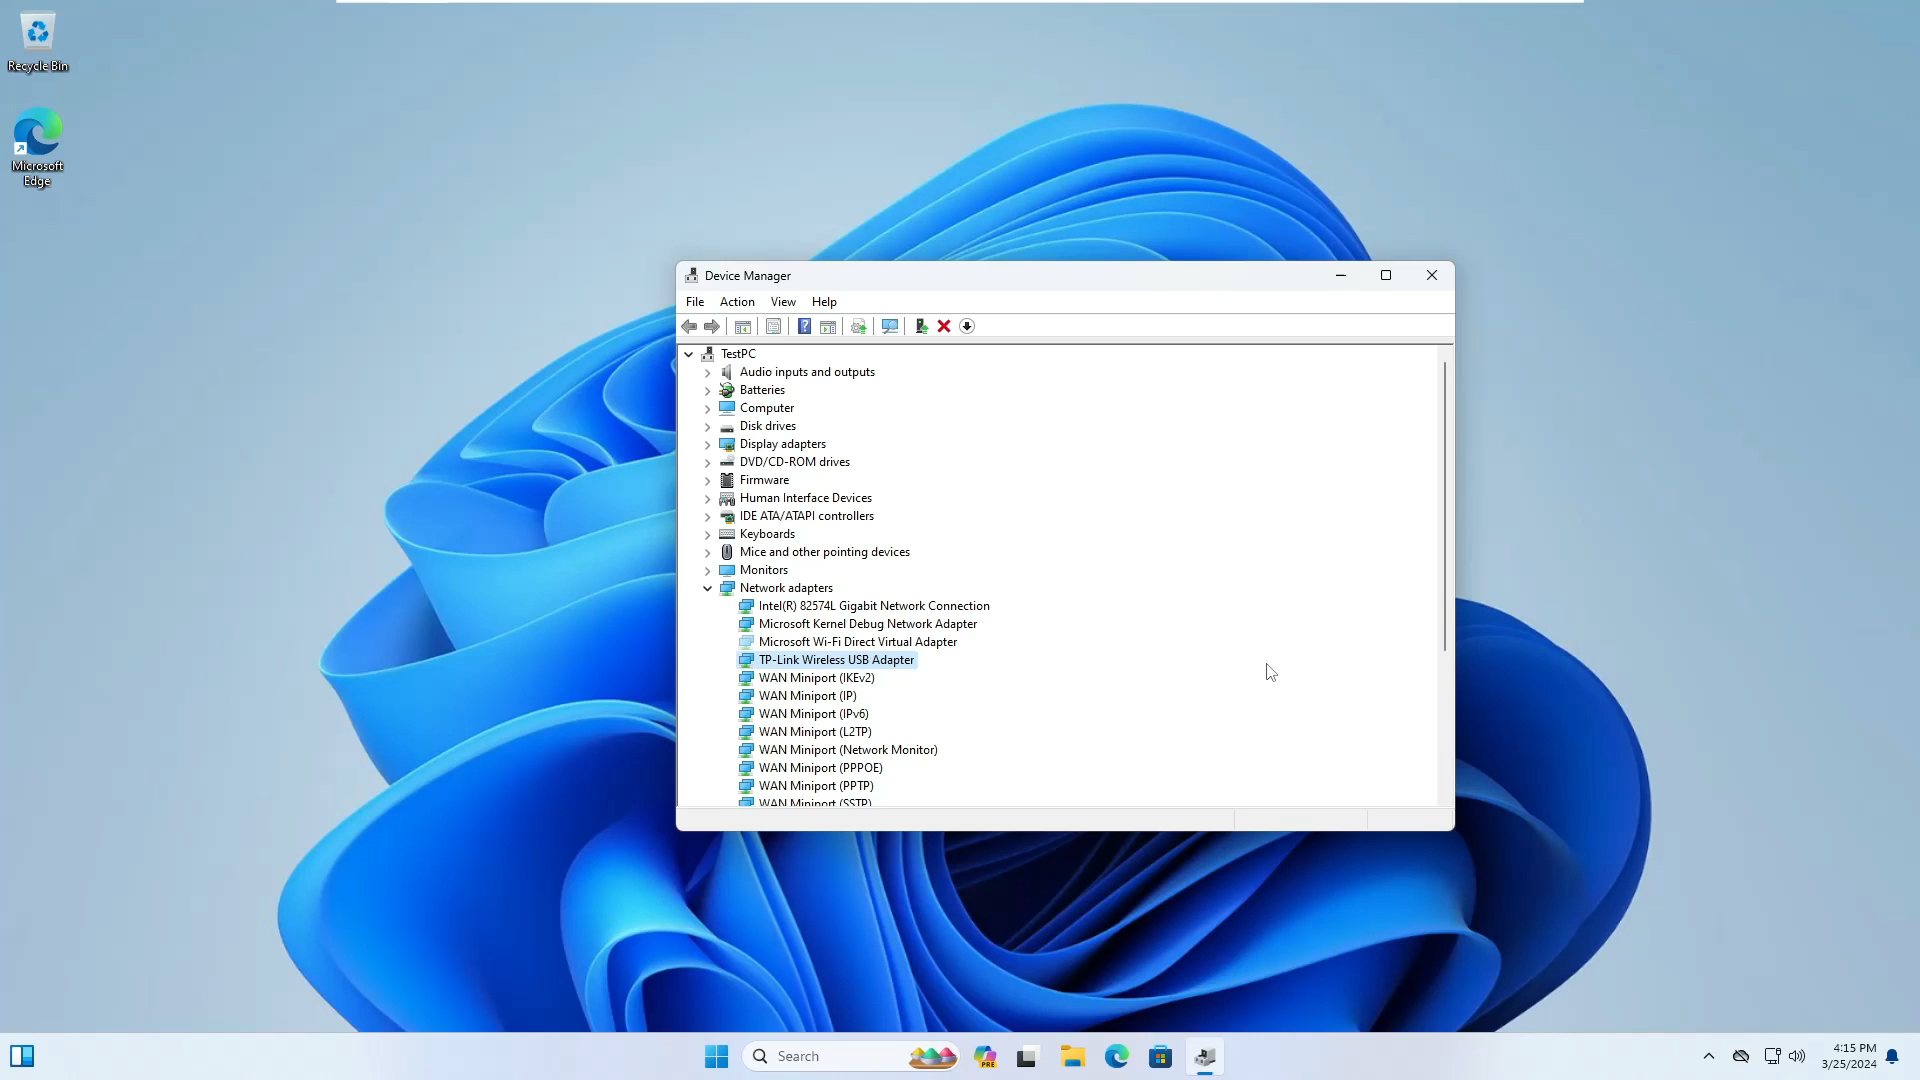 Recycle Bin
Microsoft
Edge
Device Manager
File Action View Help
TestPC
Audio inputs and outputs
Batteries
Computer
Disk drives
Display adapters
DVD/CD-ROM drives
Firmware
Human Interface Devices
IDE ATA/ATAPI controllers
Keyboards
Mice and other pointing devices
Monitors
Network adapters
Intel(R) 82574L Gigabit Network Connection
Microsoft Kernel Debug Network Adapter
Microsoft Wi-Fi Direct Virtual Adapter
TP-Link Wireless USB Adapter
WAN Miniport (IKEv2)
WAN Miniport (IP)
WAN Miniport (IPv6)
WAN Miniport (L2TP)
WAN Miniport (Network Monitor)
WAN Miniport (PPPOE)
WAN Miniport (PPTP)
WAN Miniport (SSTP)
Search
PRE
4:15 PM
3/25/2024